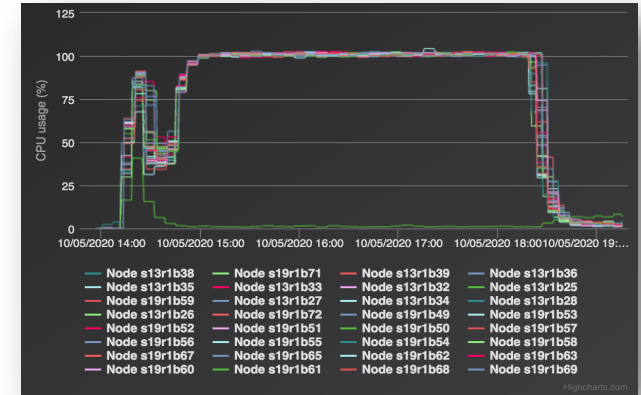 125
100
75
50
25
0
CPU usage (%)
10/05/2020 14:00 10/05/2020 15:00 10/05/2020 16:00 10/05/2020 17:00 10/05/2020 18:00 10/05/2020 19:...
Node s13r1b38 Node s19r1b71 Node s13r1b39 Node s13r1b36
Node s13r1b35 Node s13r1b33 Node s13r1b32 Node s13r1b25
Node s19r1b59 Node s13r1b27 Node s13r1b34 Node s13r1b28
Node s13r1b26 Node s19r1b72 Node s19r1b49 Node s19r1b53
Node s19r1b52 Node s19r1b51 Node s19r1b50 Node s19r1b57
Node s19r1b56 Node s19r1b55 Node s19r1b54 Node s19r1b58
Node s19r1b67 Node s19r1b65 Node s19r1b62 Node s19r1b63
Node s19r1b60 Node s19r1b61 Node s19r1b68 Node s19r1b69
Highcharts.com